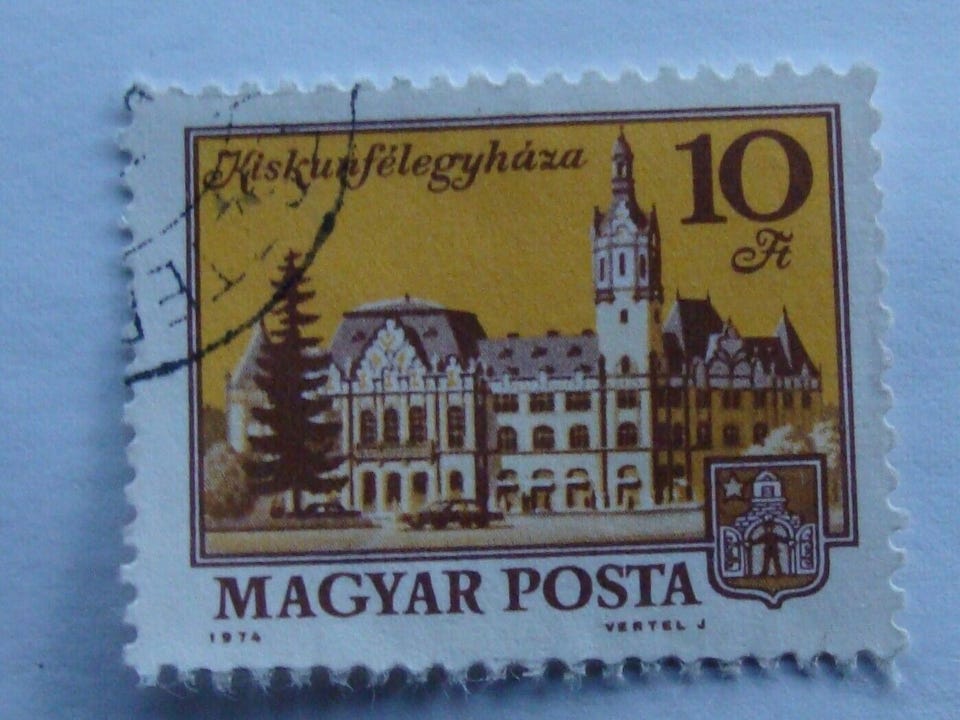 Kiskunfélegyháza
10
Ft
MAGYAR POSTA
1974
VERTEL J